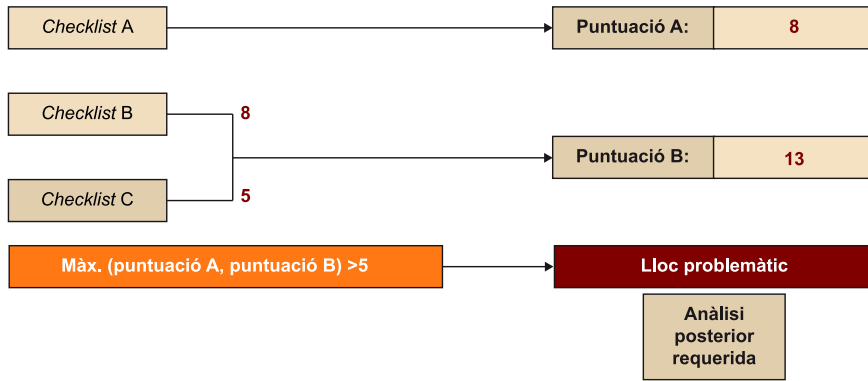 Checklist A
Puntuació A:
8
Checklist B
8
Puntuació B:
13
Checklist C
5
Màx. (puntuació A, puntuació B) >5
Lloc problemàtic
Anàlisi
posterior
requerida